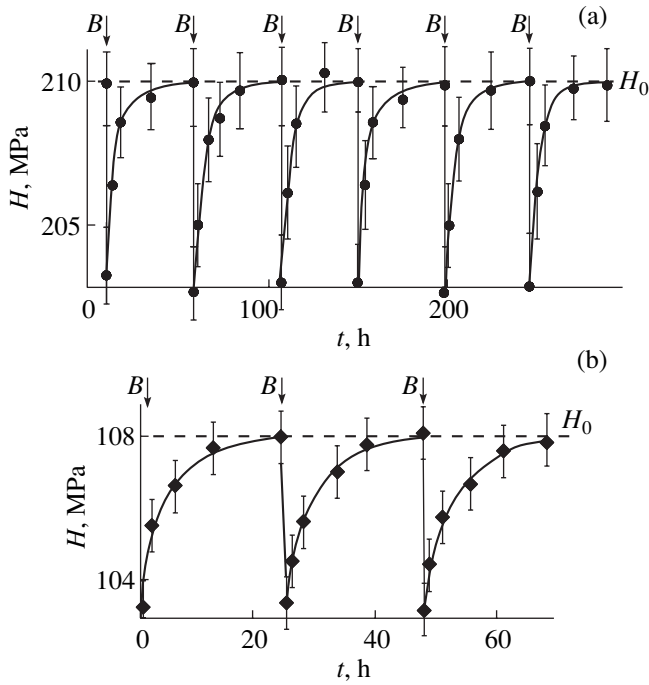 (a)
B B B B B B
210
H₀
H, MPa
205
0 100 200
t, h
(b)
B B B
H₀
108
H, MPa
104
0 20 40 60
t, h